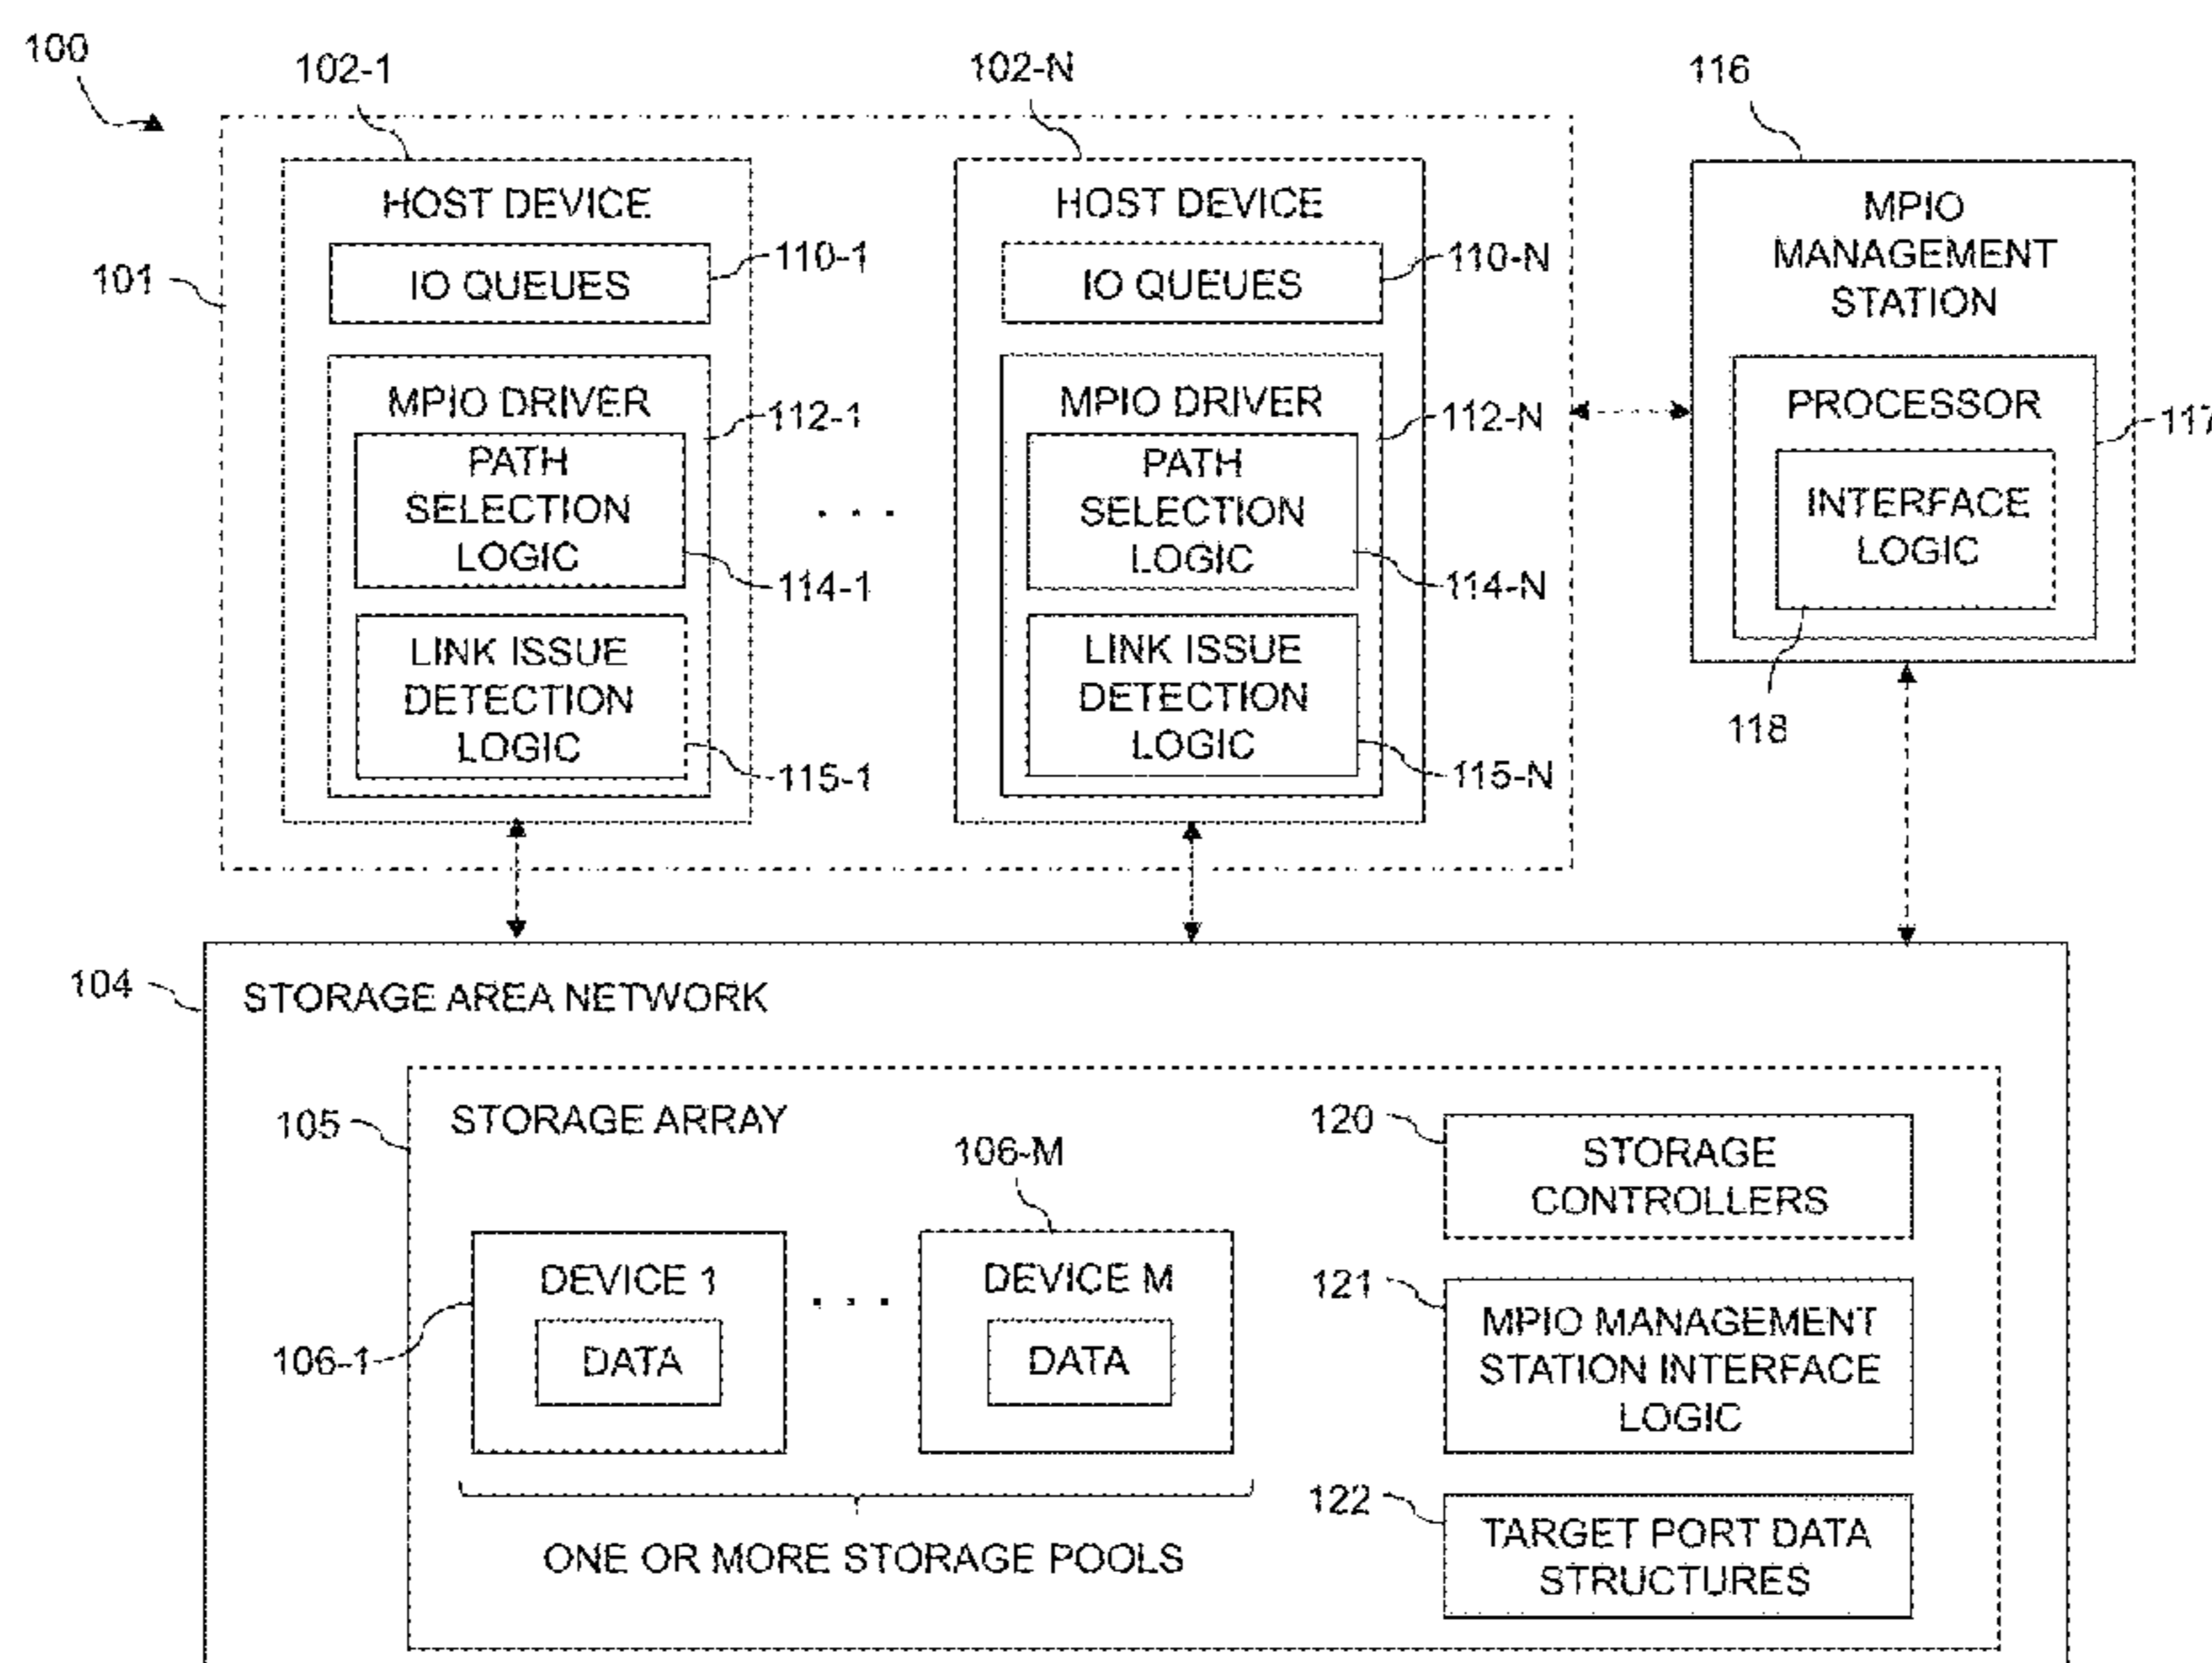 100
102-1
102-N
116
HOST DEVICE
IO QUEUES
110-1
101
MPIO DRIVER
112-1
PATH
SELECTION
LOGIC
114-1
LINK ISSUE
DETECTION
LOGIC
115-1
. . .
HOST DEVICE
IO QUEUES
110-N
MPIO DRIVER
112-N
PATH
SELECTION
LOGIC
114-N
LINK ISSUE
DETECTION
LOGIC
115-N
MPIO
MANAGEMENT
STATION
PROCESSOR
117
INTERFACE
LOGIC
118
104
STORAGE AREA NETWORK
105
STORAGE ARRAY
106-M
DEVICE 1
DATA
106-1
. . .
DEVICE M
DATA
ONE OR MORE STORAGE POOLS
120
STORAGE
CONTROLLERS
121
MPIO MANAGEMENT
STATION INTERFACE
LOGIC
122
TARGET PORT DATA
STRUCTURES